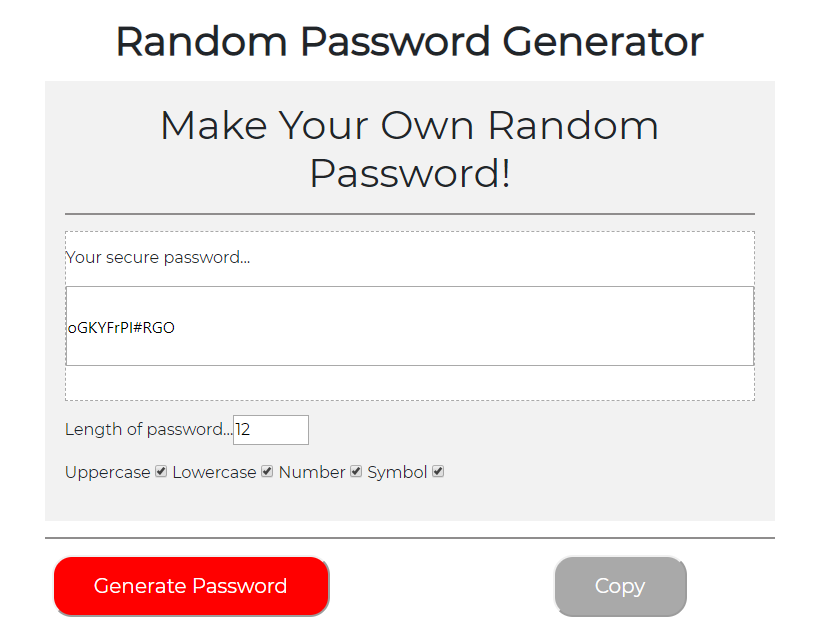 Random Password Generator
Make Your Own Random
Password!
Your secure password...
oGKYFrPI#RGO
Length of password...12
Uppercase Lowercase Number Symbol
Generate Password
Copy